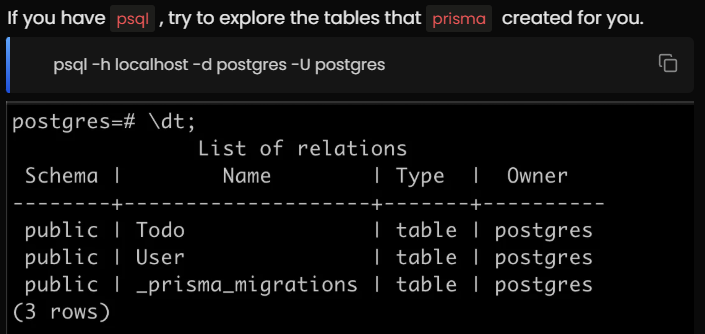 If you have psql , try to explore the tables that prisma created for you.
psql -h localhost -d postgres -U postgres
postgres=# \dt;
List of relations
Schema | Name | Type | Owner
--------+-------------------+-------+----------
public | Todo | table | postgres
public | User | table | postgres
public | _prisma_migrations | table | postgres
(3 rows)